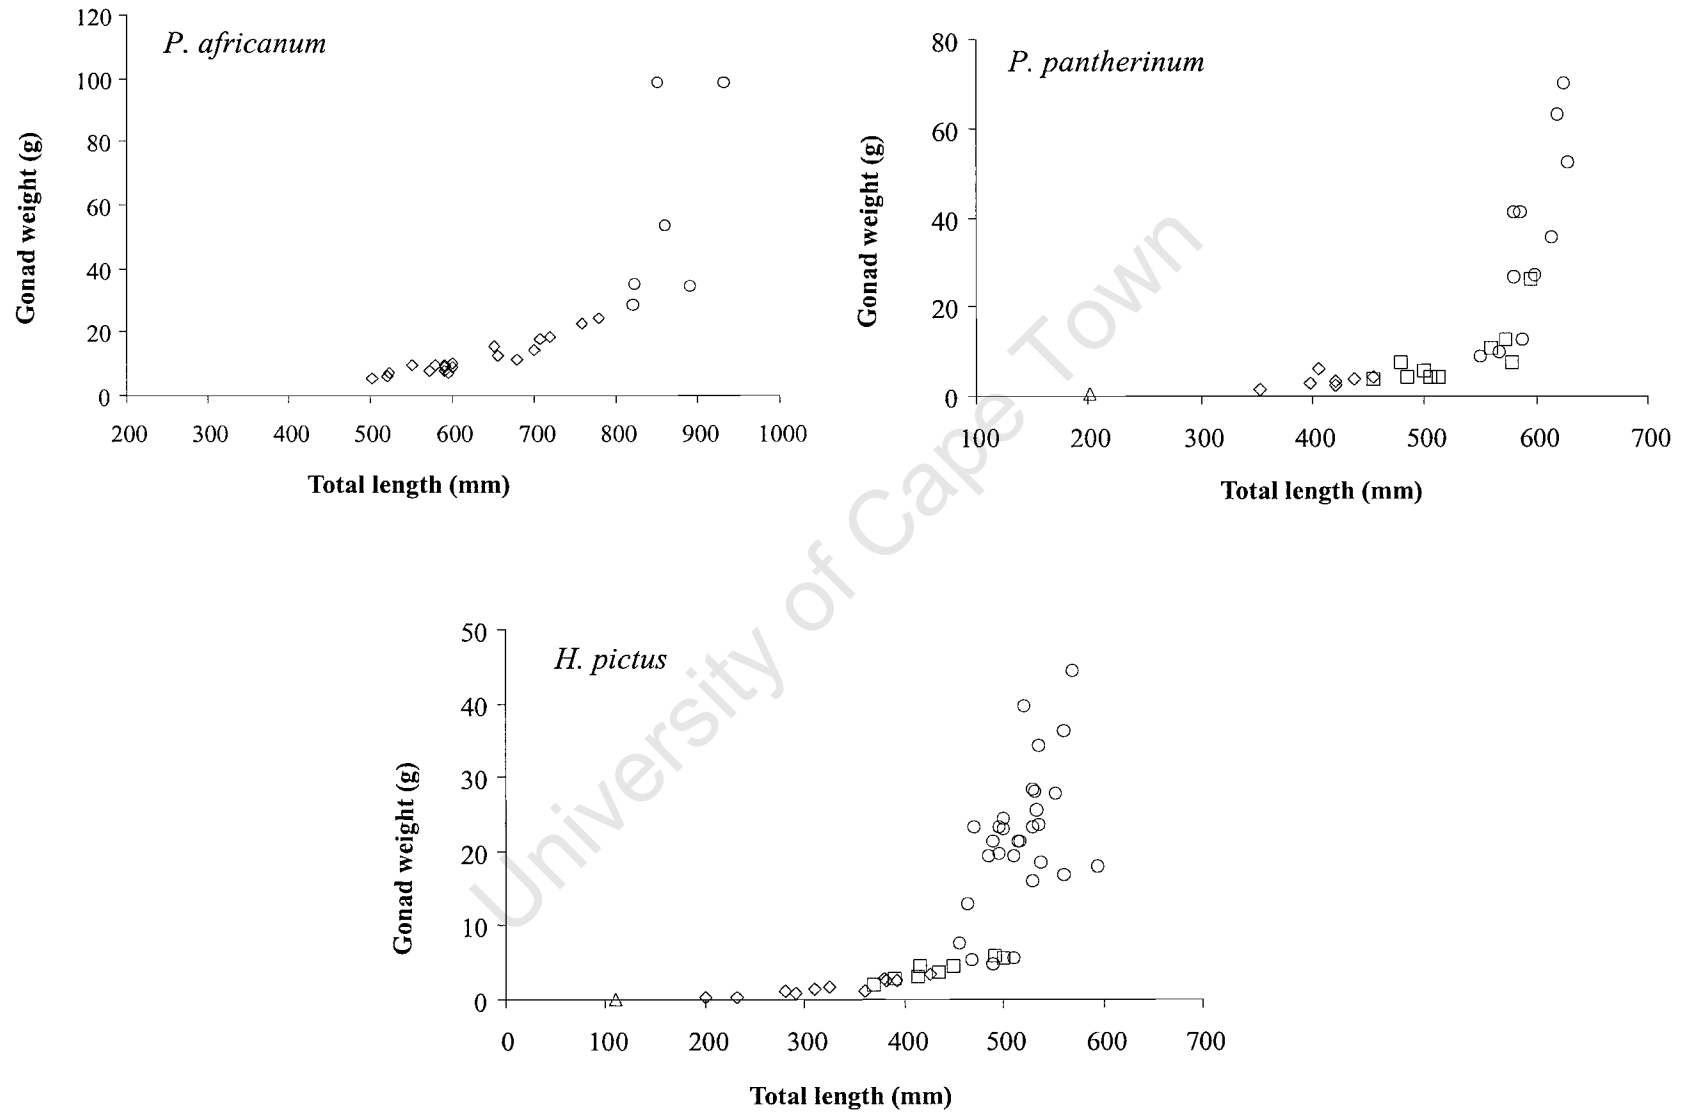 P. africanum
120
100
80
60
40
20
0
Gonad weight (g)
200 300 400 500 600 700 800 900 1000
Total length (mm)
P. pantherinum
80
60
40
20
0
Gonad weight (g)
100 200 300 400 500 600 700
Total length (mm)
H. pictus
50
40
30
20
10
0
Gonad weight (g)
0 100 200 300 400 500 600 700
Total length (mm)
University of Cape Town